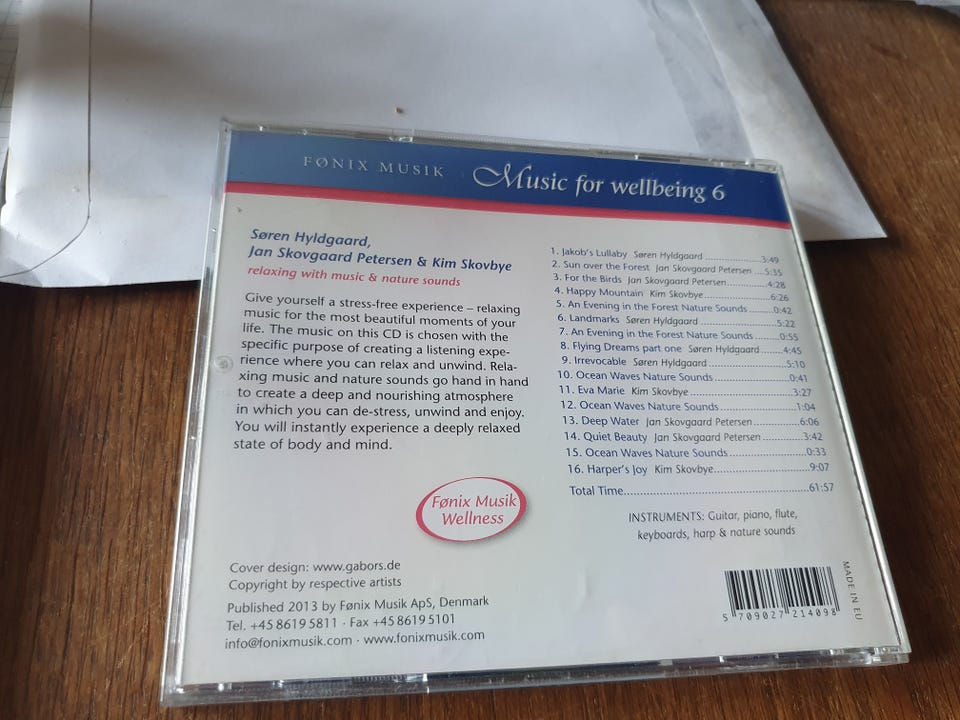 FØNIX MUSIK Music for wellbeing 6
Søren Hyldgaard,
Jan Skovgaard Petersen & Kim Skovbye
relaxing with music & nature sounds
Give yourself a stress-free experience – relaxing
music for the most beautiful moments of your
life. The music on this CD is chosen with the
specific purpose of creating a listening expe-
rience where you can relax and unwind. Rela-
xing music and nature sounds go hand in hand
to create a deep and nourishing atmosphere
in which you can de-stress, unwind and enjoy.
You will instantly experience a deeply relaxed
state of body and mind.
Fønix Musik
Wellness
Cover design: www.gabors.de
Copyright by respective artists
Published 2013 by Fønix Musik ApS, Denmark
Tel. +45 8619 5811 · Fax +45 8619 5101
info@fonixmusik.com · www.fonixmusik.com
1. Jakob's Lullaby Søren Hyldgaard ..................3:49
2. Sun over the Forest Jan Skovgaard Petersen ....5:35
3. For the Birds Jan Skovgaard Petersen............4:28
4. Happy Mountain Kim Skovbye...................6:26
5. An Evening in the Forest Nature Sounds.......0:42
6. Landmarks Søren Hyldgaard ......................5:22
7. An Evening in the Forest Nature Sounds.......0:55
8. Flying Dreams part one Søren Hyldgaard.......4:45
9. Irrevocable Søren Hyldgaard.......................5:10
10. Ocean Waves Nature Sounds.....................0:41
11. Eva Marie Kim Skovbye............................3:27
12. Ocean Waves Nature Sounds....................1:04
13. Deep Water Jan Skovgaard Petersen............6:06
14. Quiet Beauty Jan Skovgaard Petersen..........3:42
15. Ocean Waves Nature Sounds....................0:33
16. Harper's Joy Kim Skovbye........................9:07
Total Time................................................61:57
INSTRUMENTS: Guitar, piano, flute,
keyboards, harp & nature sounds
5 709027 214098
MADE IN EU